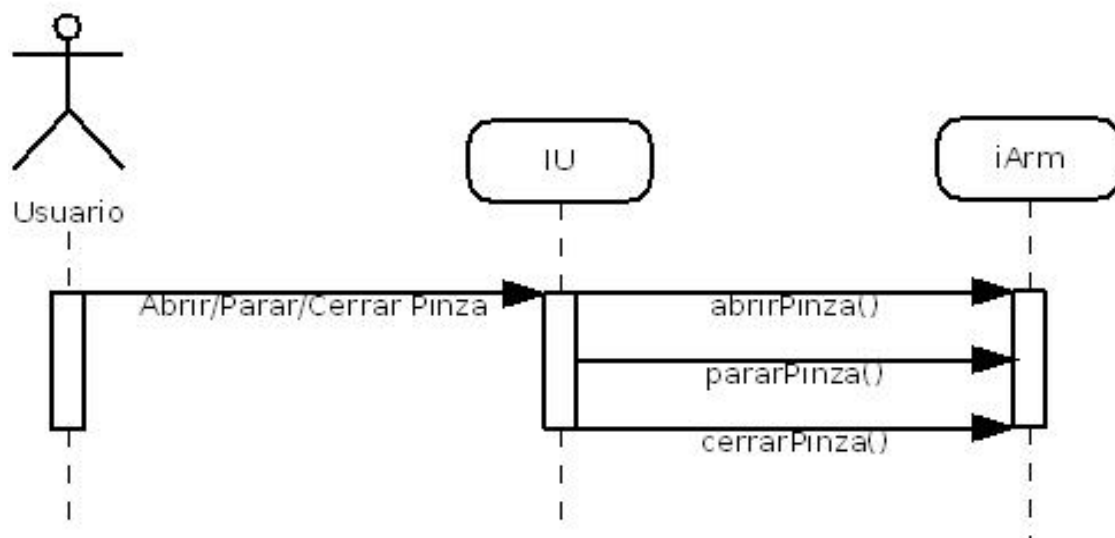 IU
iArm
Usuario
Abrir/Parar/Cerrar Pinza
abrirPinza()
pararPinza()
cerrarPinza()